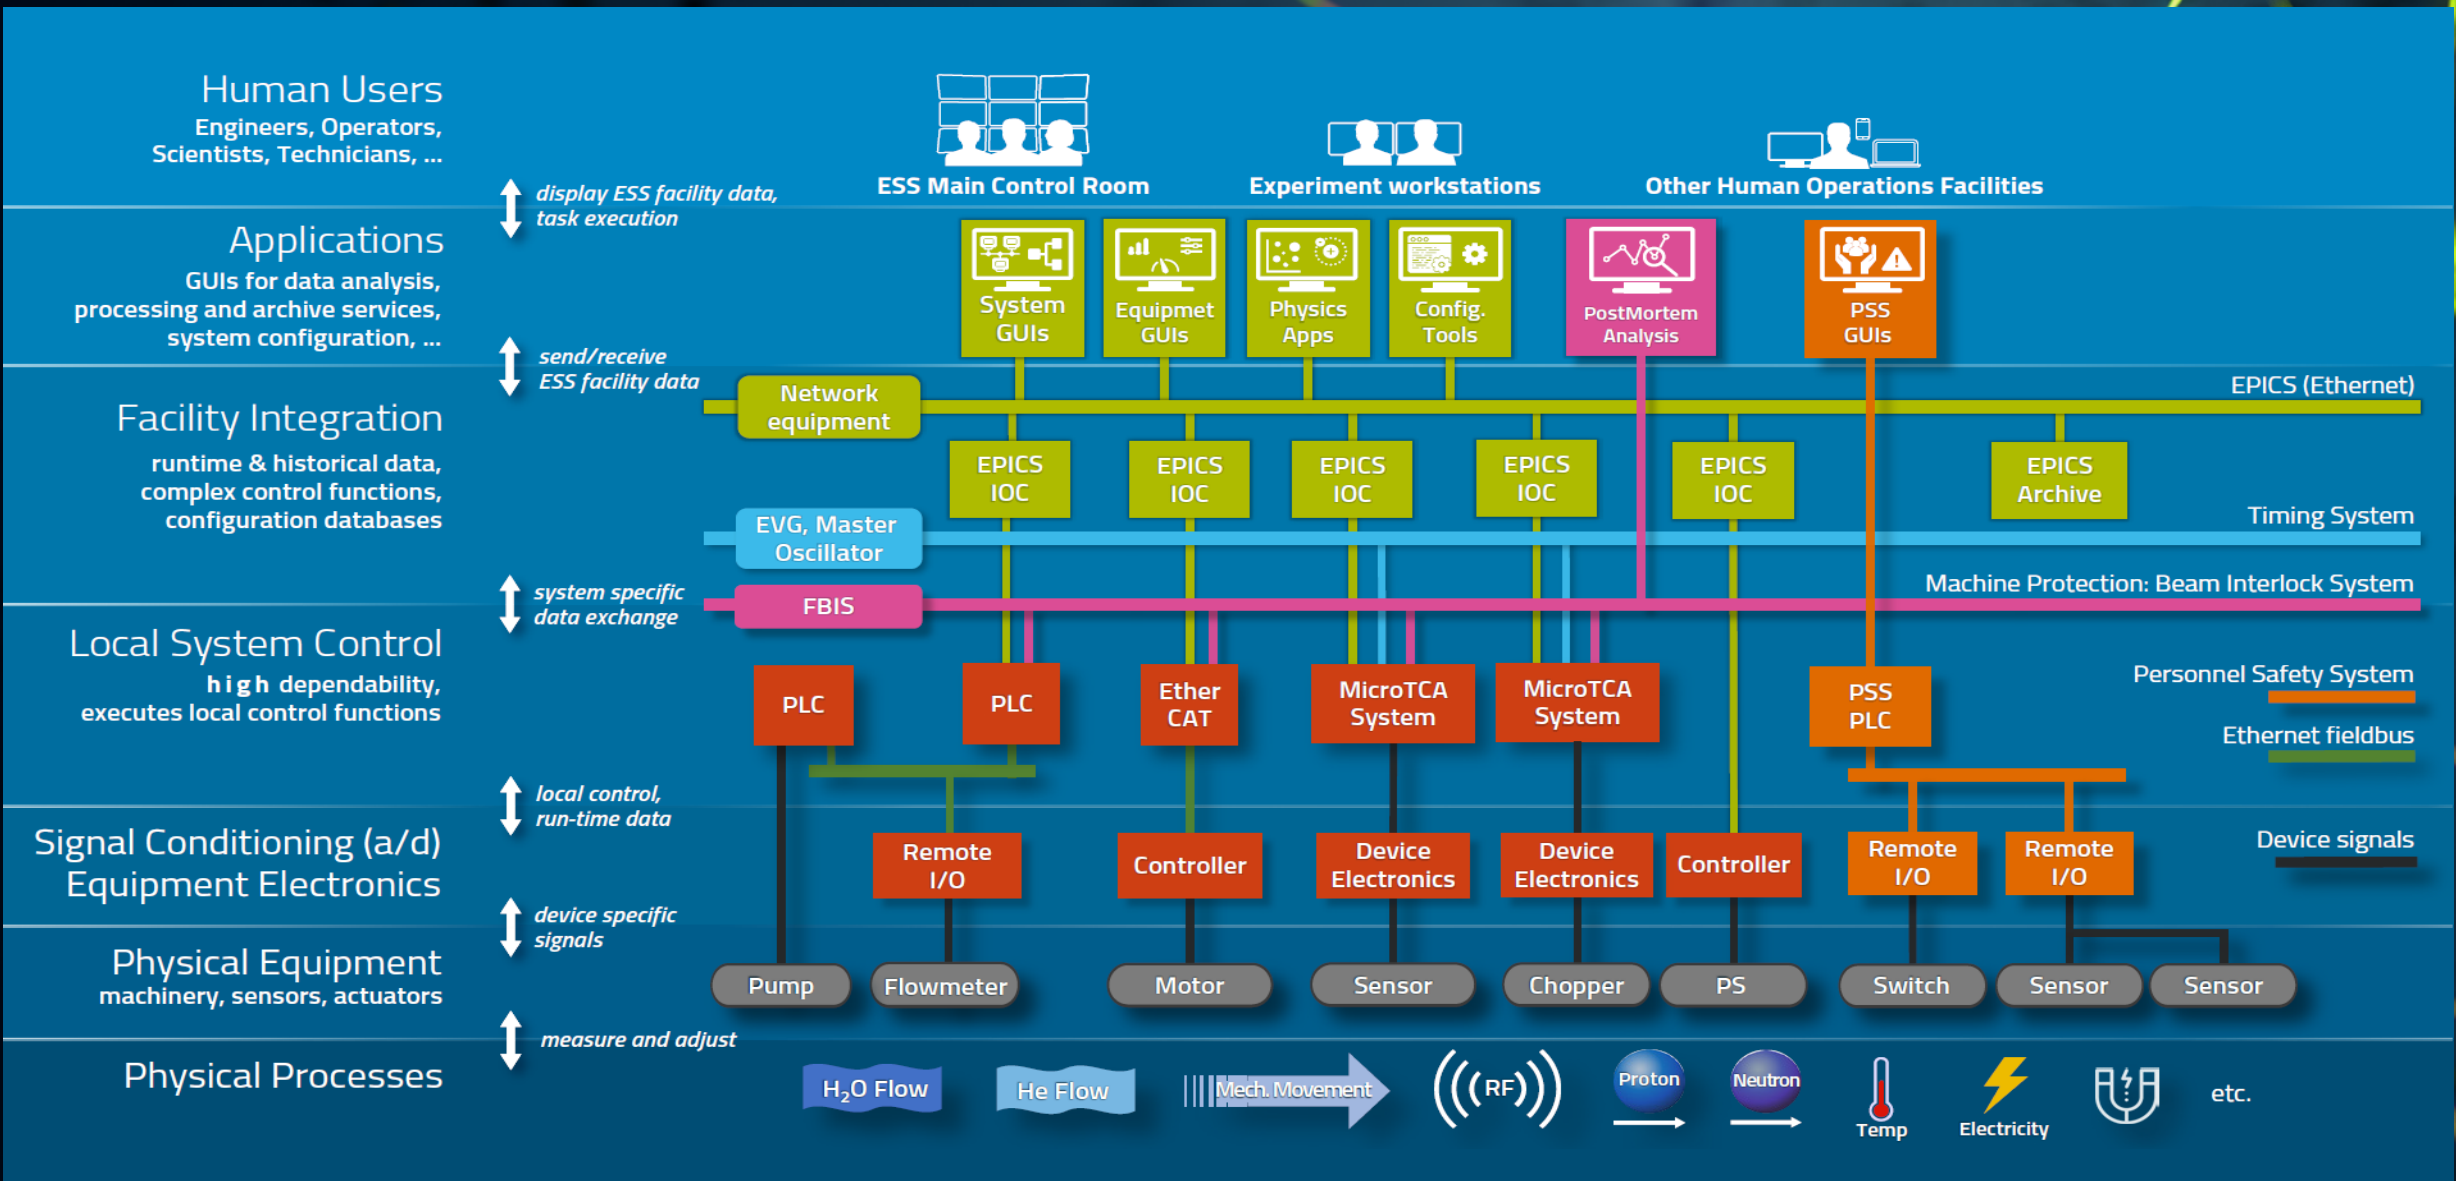 Human Users
Engineers, Operators,
Scientists, Technicians, ...
display ESS facility data,
task execution
ESS Main Control Room
Experiment workstations
Other Human Operations Facilities
Applications
GUIs for data analysis,
processing and archive services,
system configuration, ...
System
GUIs
Equipmet
GUIs
Physics
Apps
Config.
Tools
PostMortem
Analysis
PSS
GUIs
send/receive
ESS facility data
Facility Integration
runtime & historical data,
complex control functions,
configuration databases
Network
equipment
EPICS (Ethernet)
EPICS
IOC
EPICS
IOC
EPICS
IOC
EPICS
IOC
EPICS
IOC
EPICS
Archive
EVG, Master
Oscillator
Timing System
system specific
data exchange
FBIS
Machine Protection: Beam Interlock System
Local System Control
high dependability,
executes local control functions
PLC
PLC
Ether
CAT
MicroTCA
System
MicroTCA
System
PSS
PLC
Personnel Safety System
Ethernet fieldbus
local control,
run-time data
Signal Conditioning (a/d)
Equipment Electronics
Remote
I/O
Controller
Device
Electronics
Device
Electronics
Controller
Remote
I/O
Remote
I/O
Device signals
device specific
signals
Physical Equipment
machinery, sensors, actuators
Pump
Flowmeter
Motor
Sensor
Chopper
PS
Switch
Sensor
Sensor
measure and adjust
Physical Processes
H₂O Flow
He Flow
Mech. Movement
RF
Proton
Neutron
Temp
Electricity
etc.